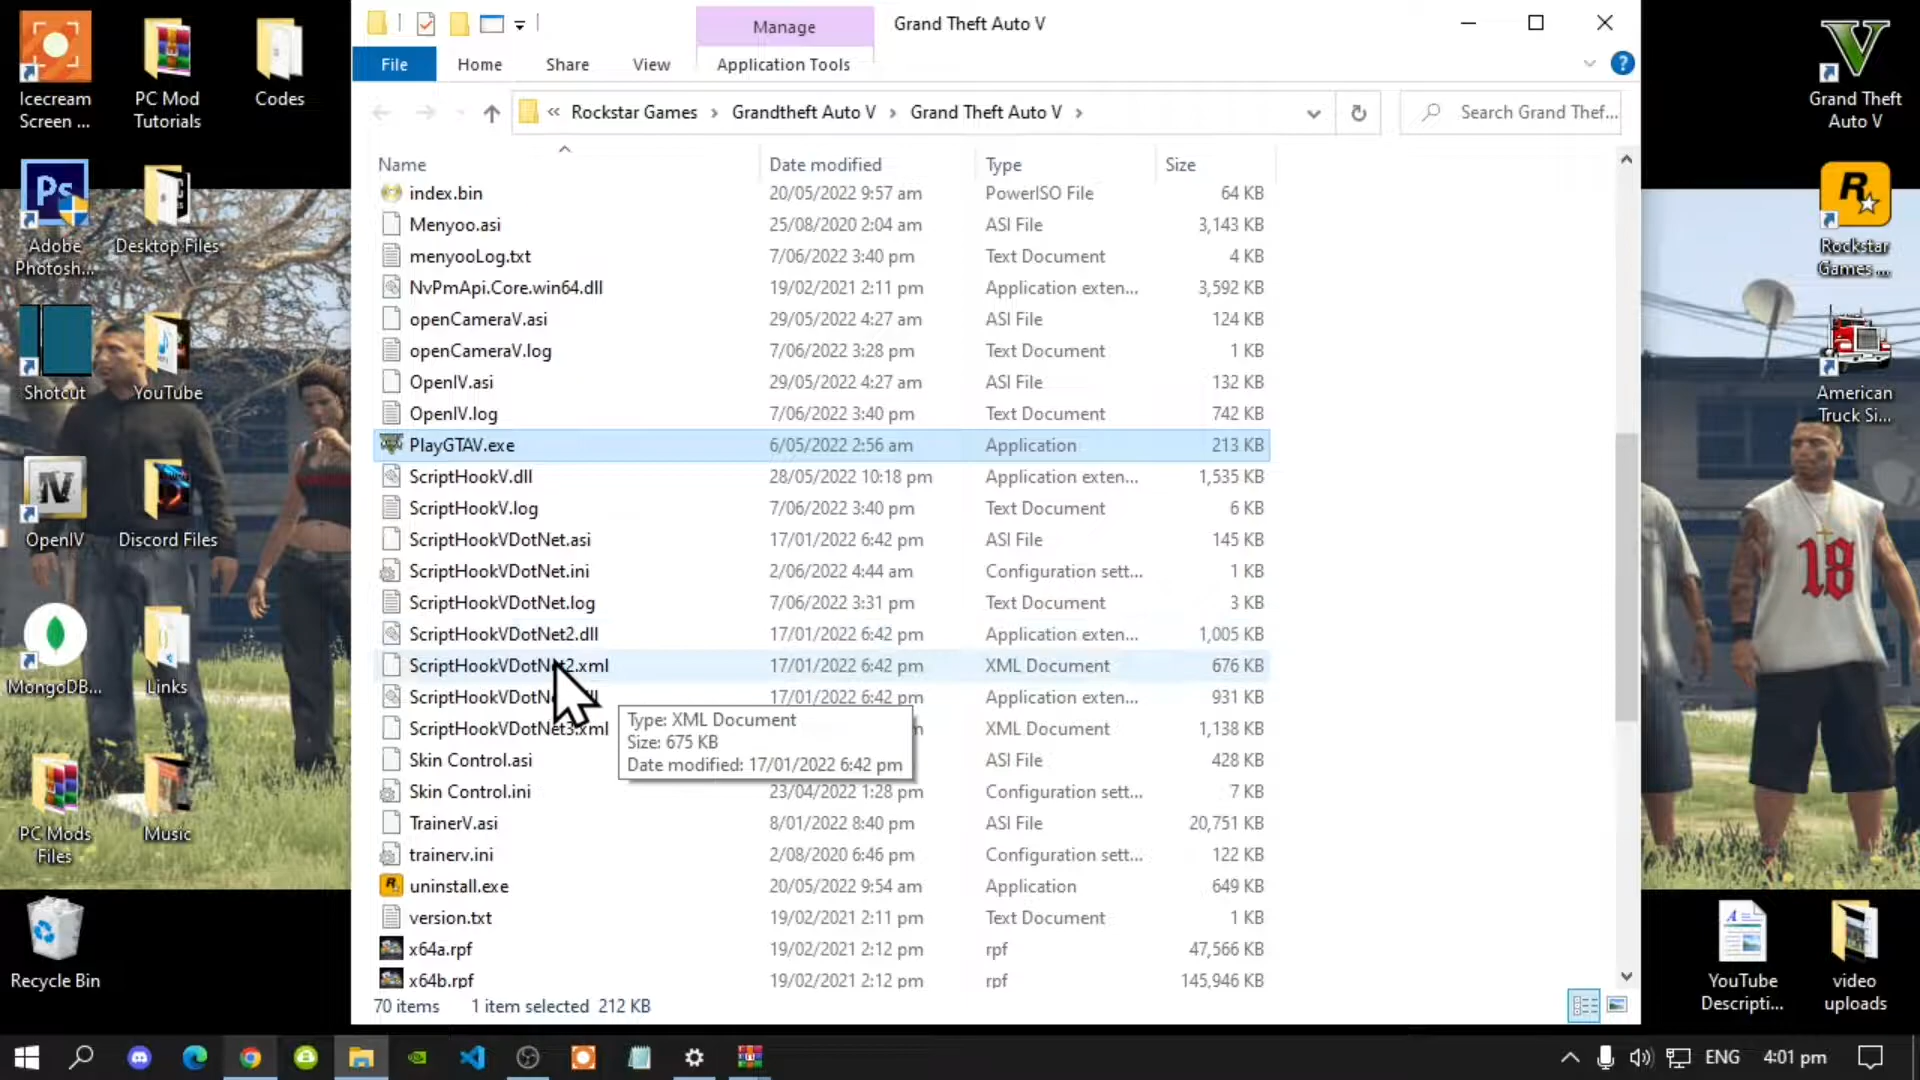 Icecream
Screen ...
PC Mod
Tutorials
Codes
Adobe
Photosh...
Desktop Files
Shotcut
YouTube
OpenIV
Discord Files
MongoDB...
Links
PC Mods
Files
Music
Recycle Bin
Manage
Grand Theft Auto V
File
Home
Share
View
Application Tools
« Rockstar Games › Grandtheft Auto V › Grand Theft Auto V ›
Search Grand Thef...
Name Date modified Type Size
index.bin 20/05/2022 9:57 am PowerISO File 64 KB
Menyoo.asi 25/08/2020 2:04 am ASI File 3,143 KB
menyooLog.txt 7/06/2022 3:40 pm Text Document 4 KB
NvPmApi.Core.win64.dll 19/02/2021 2:11 pm Application exten... 3,592 KB
openCameraV.asi 29/05/2022 4:27 am ASI File 124 KB
openCameraV.log 7/06/2022 3:28 pm Text Document 1 KB
OpenIV.asi 29/05/2022 4:27 am ASI File 132 KB
OpenIV.log 7/06/2022 3:40 pm Text Document 742 KB
PlayGTAV.exe 6/05/2022 2:56 am Application 213 KB
ScriptHookV.dll 28/05/2022 10:18 pm Application exten... 1,535 KB
ScriptHookV.log 7/06/2022 3:40 pm Text Document 6 KB
ScriptHookVDotNet.asi 17/01/2022 6:42 pm ASI File 145 KB
ScriptHookVDotNet.ini 2/06/2022 4:44 am Configuration sett... 1 KB
ScriptHookVDotNet.log 7/06/2022 3:31 pm Text Document 3 KB
ScriptHookVDotNet2.dll 17/01/2022 6:42 pm Application exten... 1,005 KB
ScriptHookVDotNet2.xml 17/01/2022 6:42 pm XML Document 676 KB
17/01/2022 6:42 pm Application exten... 931 KB
ScriptHookVDotNet3.xml XML Document 1,138 KB
Type: XML Document
Size: 675 KB
Date modified: 17/01/2022 6:42 pm
Skin Control.asi ASI File 428 KB
Skin Control.ini 23/04/2022 1:28 pm Configuration sett... 7 KB
TrainerV.asi 8/01/2022 8:40 pm ASI File 20,751 KB
trainerv.ini 2/08/2020 6:46 pm Configuration sett... 122 KB
uninstall.exe 20/05/2022 9:54 am Application 649 KB
version.txt 19/02/2021 2:11 pm Text Document 1 KB
x64a.rpf 19/02/2021 2:12 pm rpf 47,566 KB
x64b.rpf 19/02/2021 2:12 pm rpf 145,946 KB
70 items 1 item selected 212 KB
Grand Theft
Auto V
Rockstar
Games ...
American
Truck Si...
18
YouTube
Descripti...
video
uploads
ENG 4:01 pm